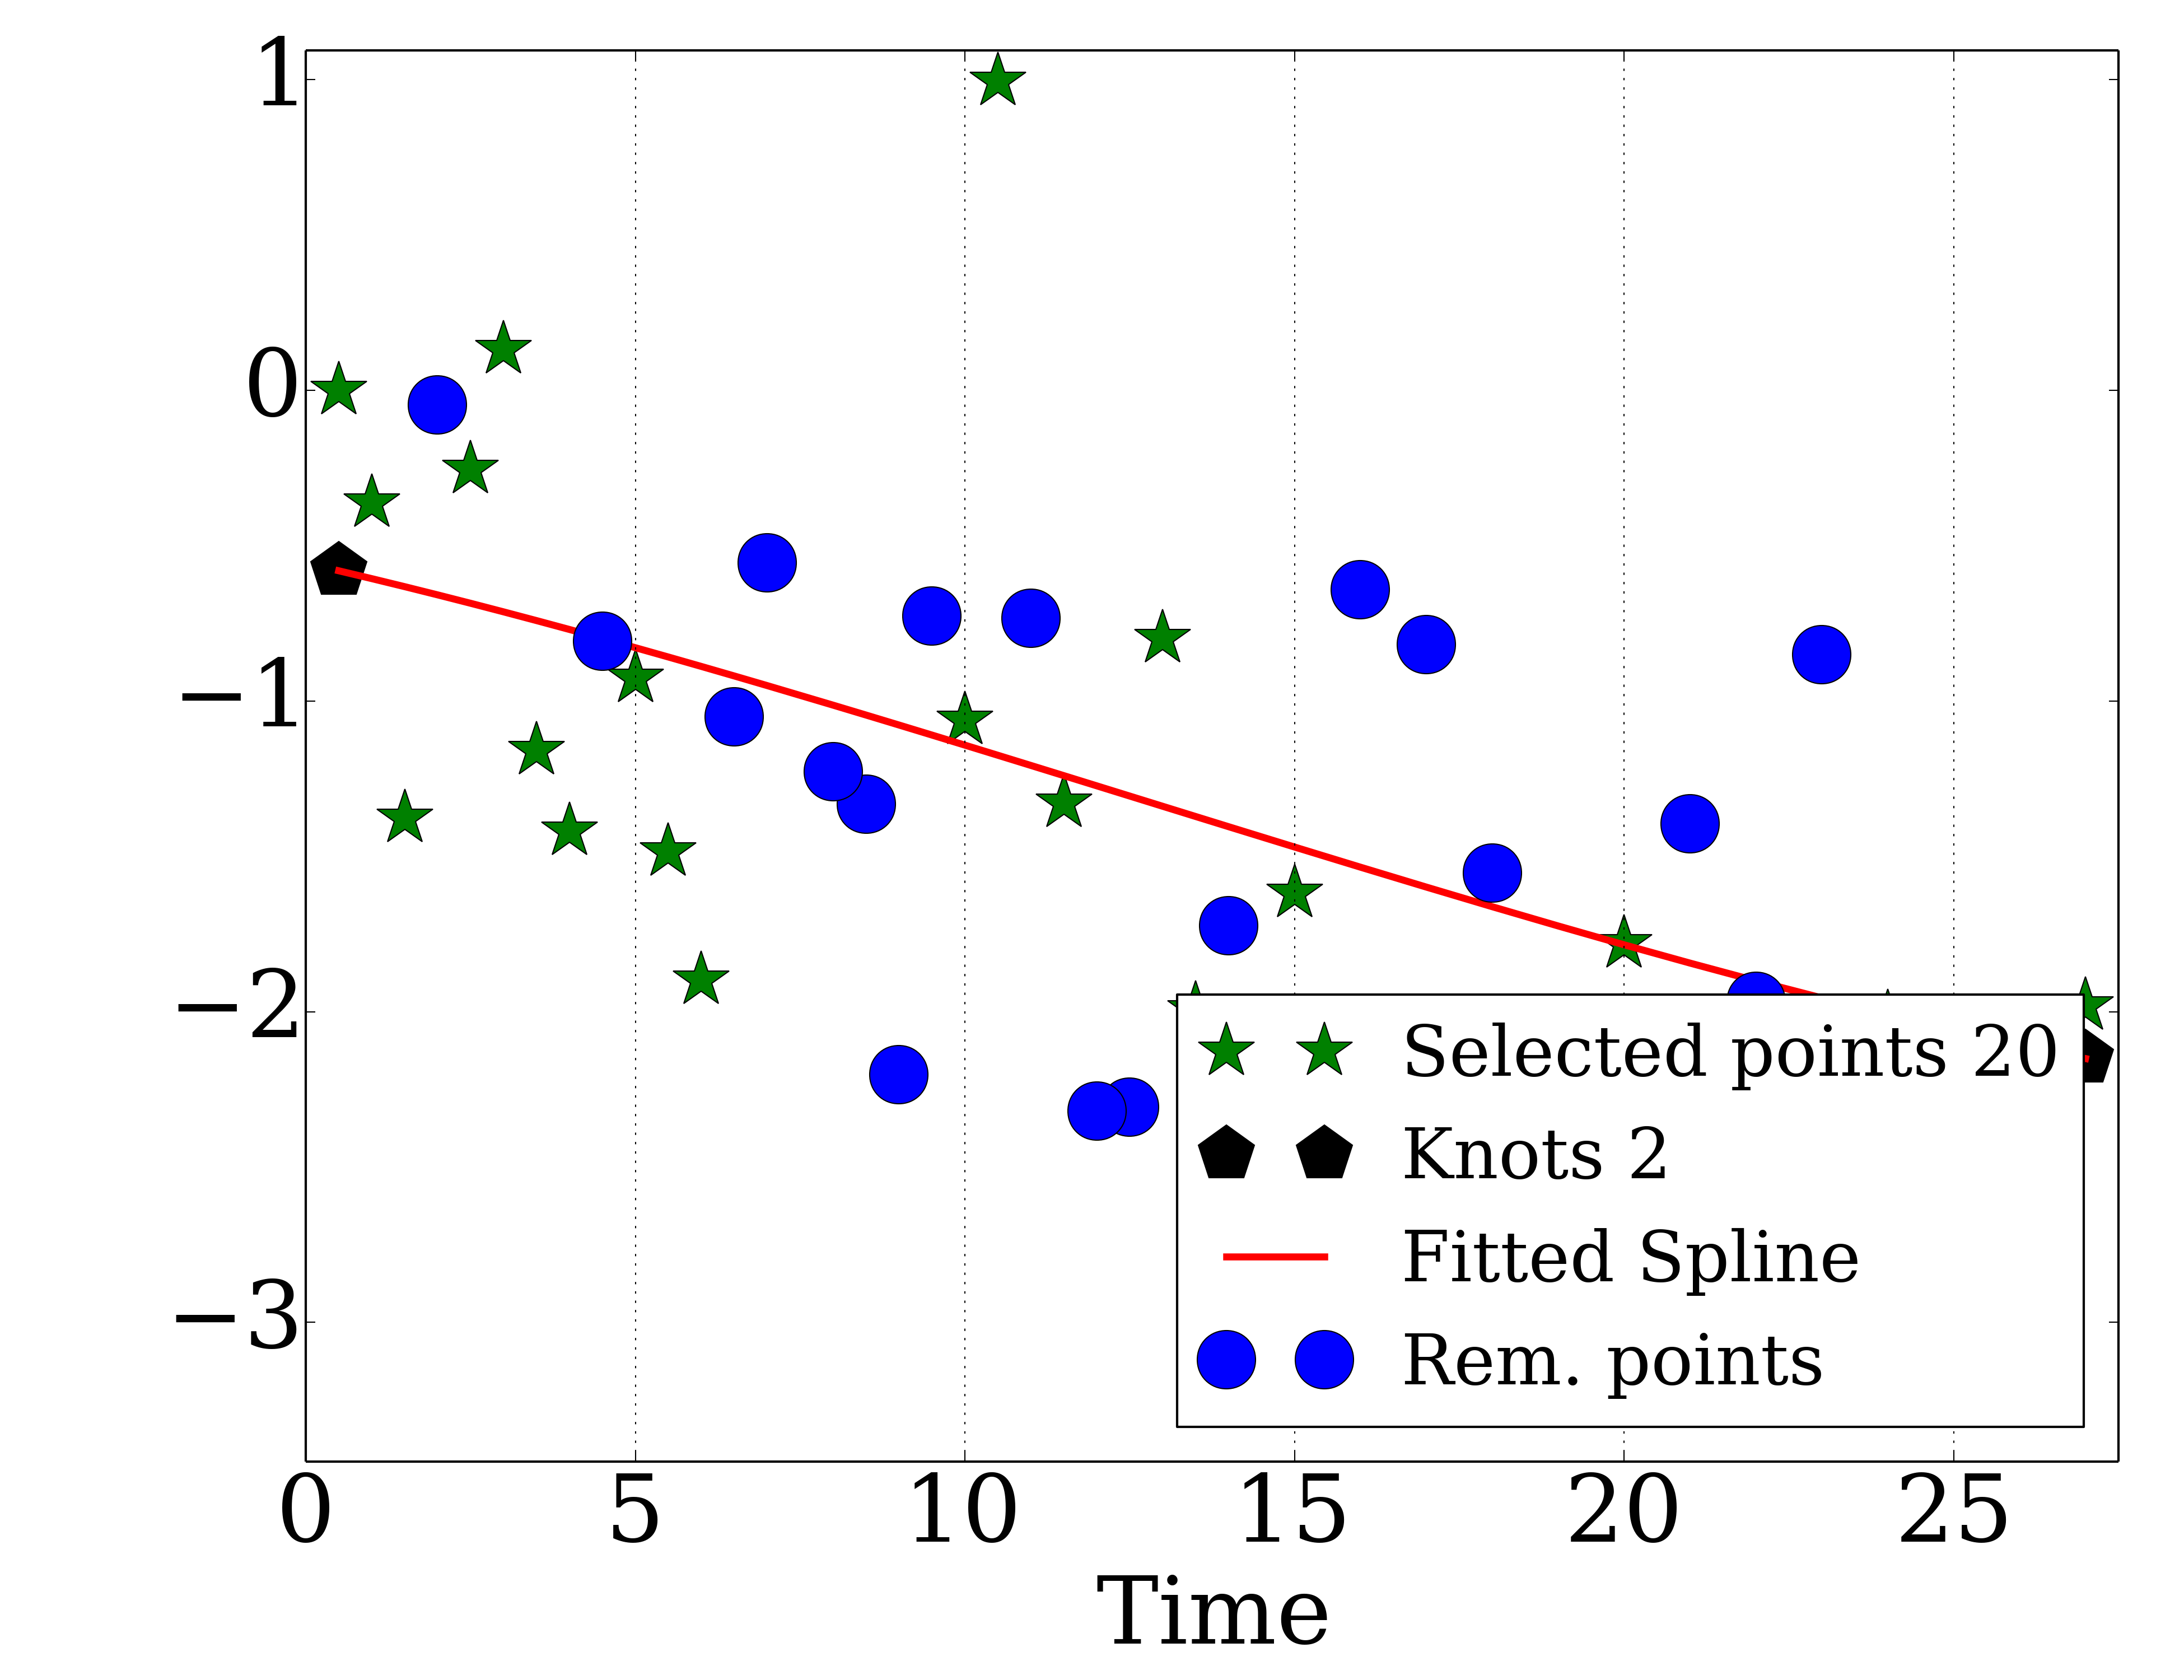 1
0
−1
−2
−3
Selected points 20
Knots 2
Fitted Spline
Rem. points
0 5 10 15 20 25
Time